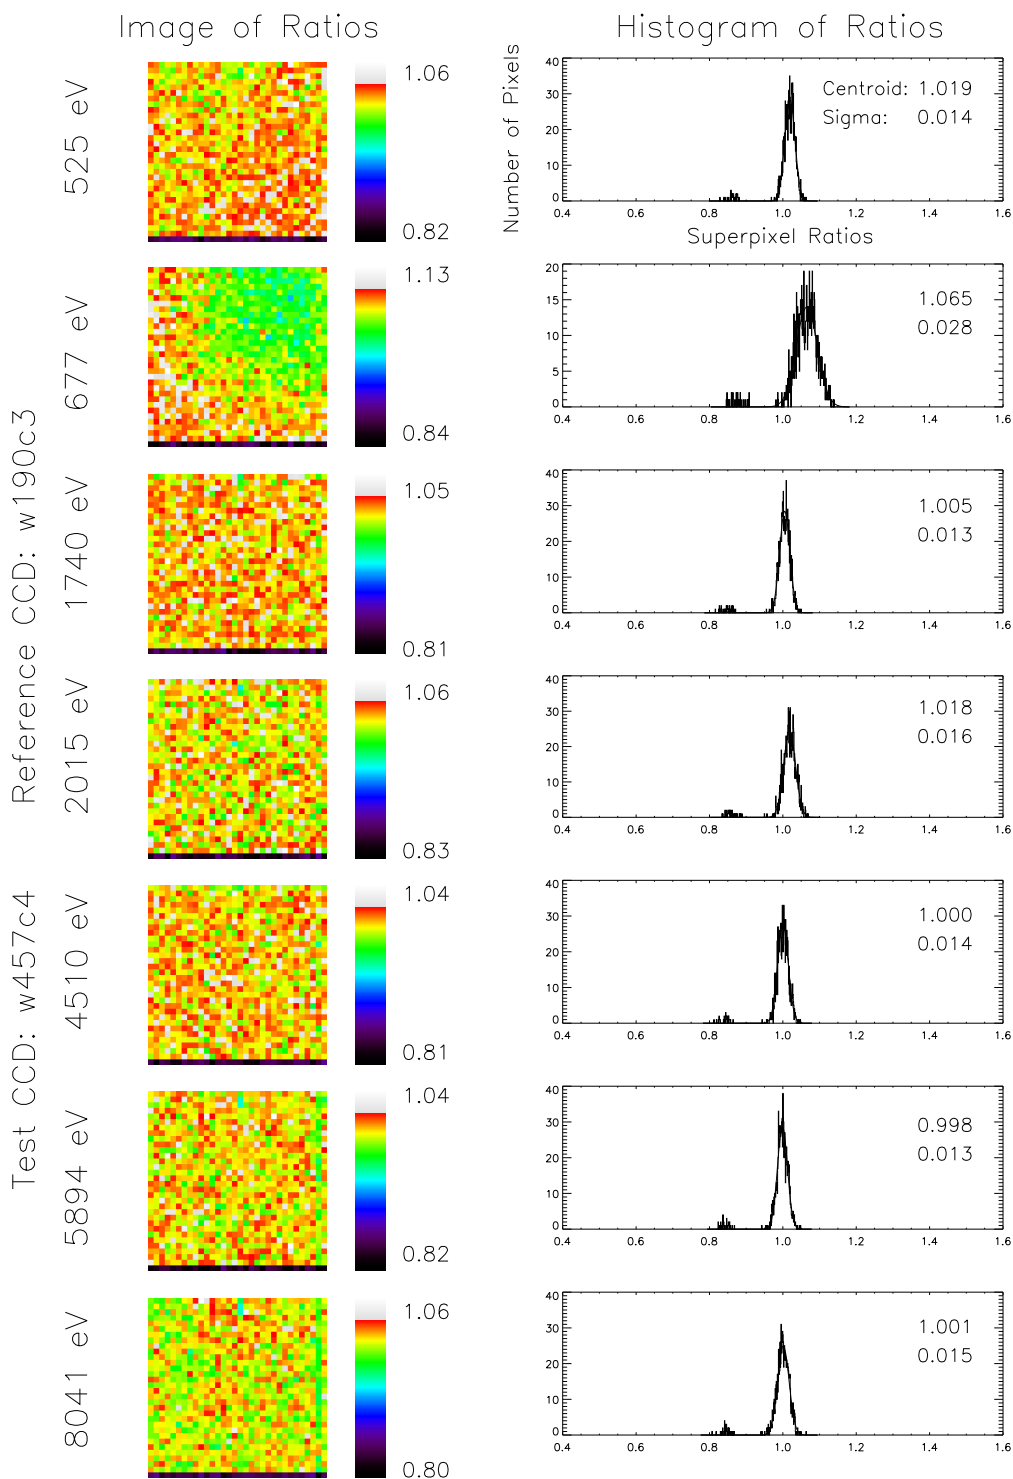 Image of Ratios
Histogram of Ratios
Reference CCD: w190c3
Test CCD: w457c4
525 eV
1.06
0.82
Number of Pixels
40
30
20
10
0
Centroid: 1.019
Sigma: 0.014
0.4 0.6 0.8 1.0 1.2 1.4 1.6
Superpixel Ratios
677 eV
1.13
0.84
20
15
10
5
0
1.065
0.028
0.4 0.6 0.8 1.0 1.2 1.4 1.6
1740 eV
1.05
0.81
40
30
20
10
0
1.005
0.013
0.4 0.6 0.8 1.0 1.2 1.4 1.6
2015 eV
1.06
0.83
40
30
20
10
0
1.018
0.016
0.4 0.6 0.8 1.0 1.2 1.4 1.6
4510 eV
1.04
0.81
40
30
20
10
0
1.000
0.014
0.4 0.6 0.8 1.0 1.2 1.4 1.6
5894 eV
1.04
0.82
40
30
20
10
0
0.998
0.013
0.4 0.6 0.8 1.0 1.2 1.4 1.6
8041 eV
1.06
0.80
40
30
20
10
0
1.001
0.015
0.4 0.6 0.8 1.0 1.2 1.4 1.6